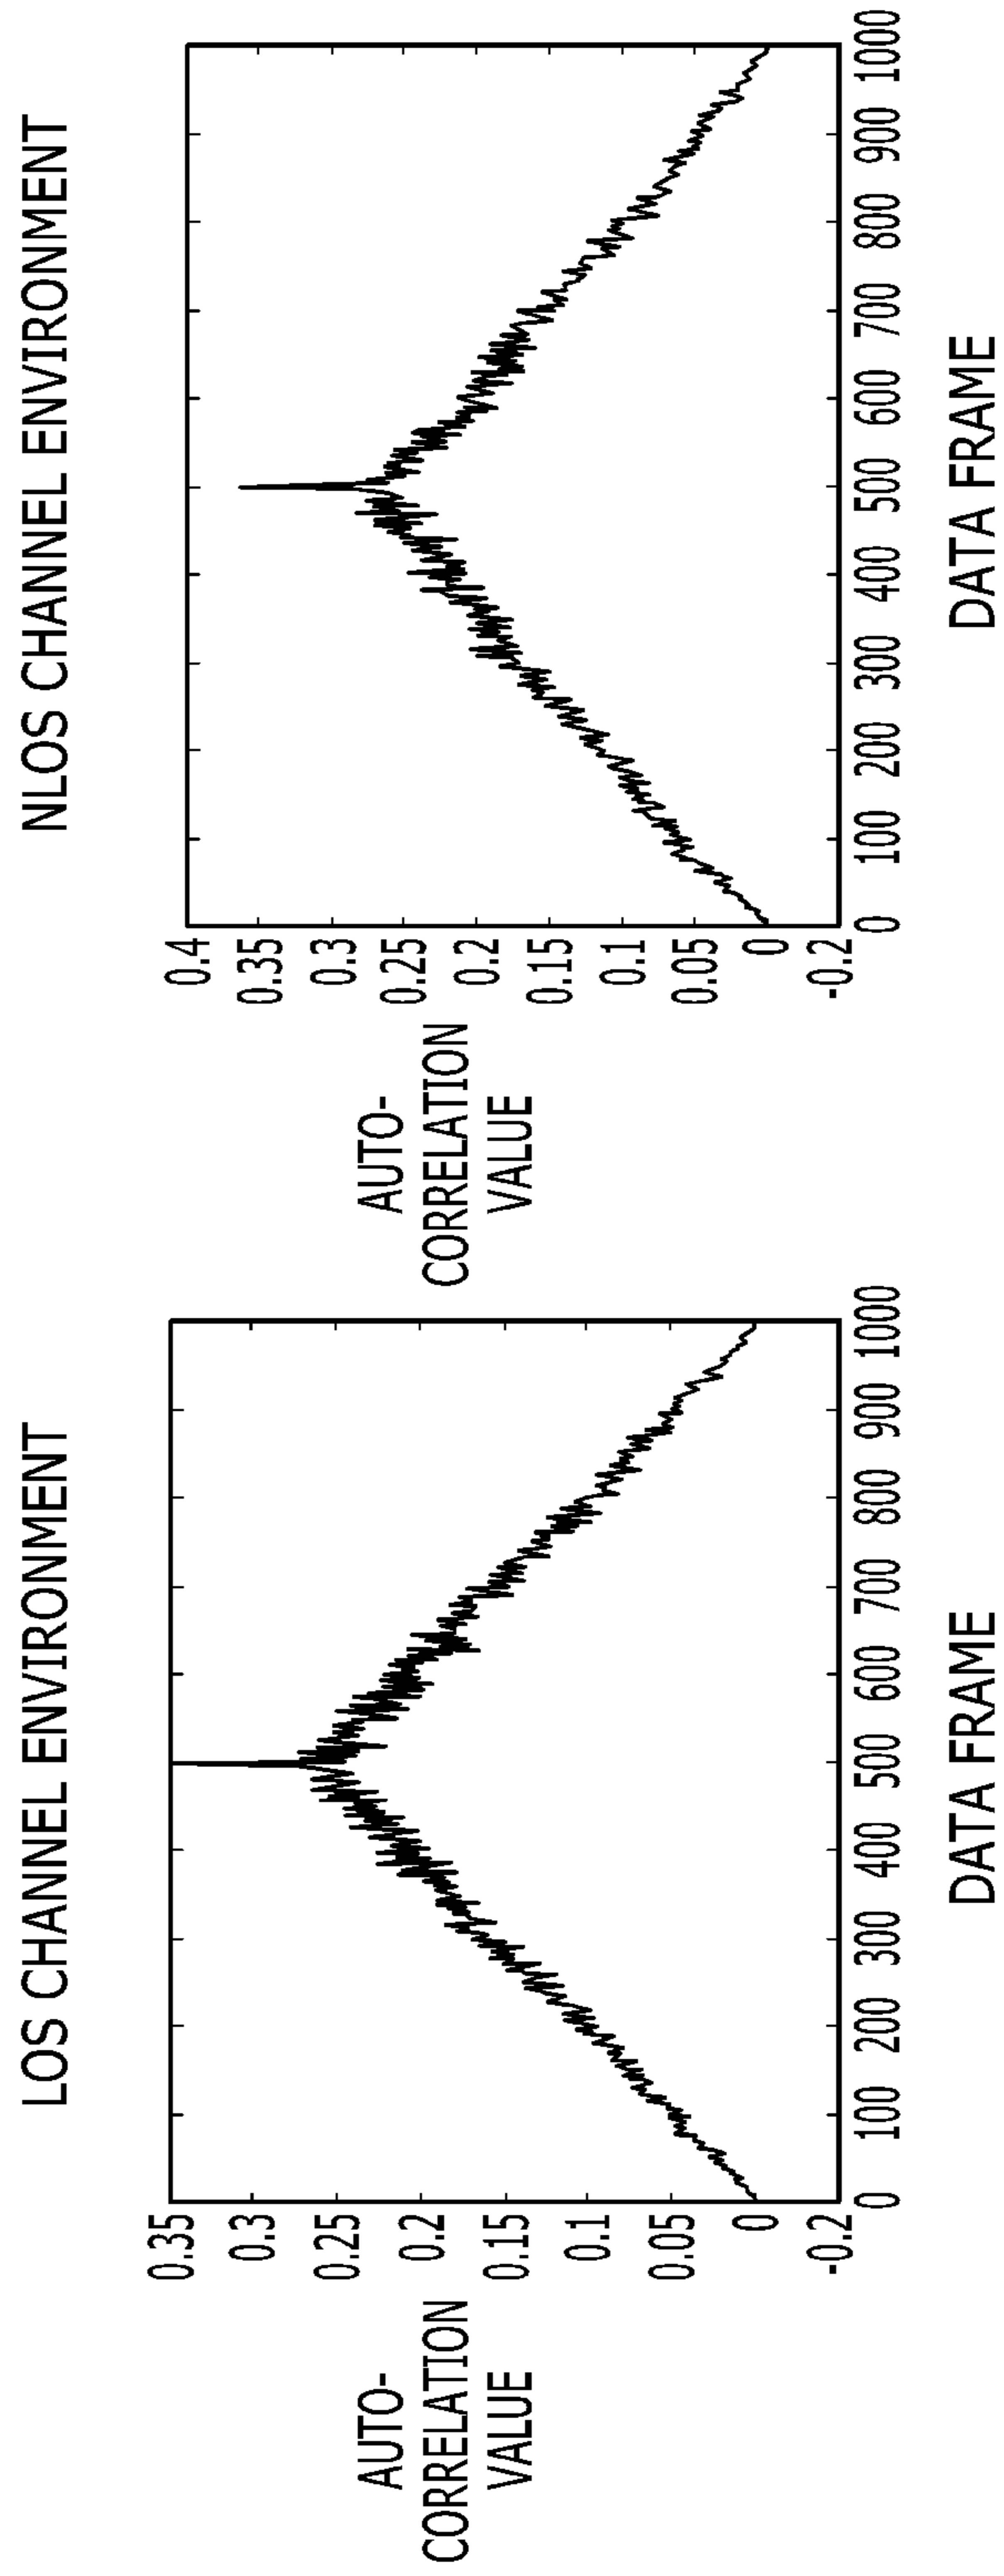 LOS CHANNEL ENVIRONMENT
AUTO-
CORRELATION
VALUE
0.35
0.3
0.25
0.2
0.15
0.1
0.05
0
-0.2
0 100 200 300 400 500 600 700 800 900 1000
DATA FRAME
NLOS CHANNEL ENVIRONMENT
AUTO-
CORRELATION
VALUE
0.4
0.35
0.3
0.25
0.2
0.15
0.1
0.05
0
-0.2
0 100 200 300 400 500 600 700 800 900 1000
DATA FRAME